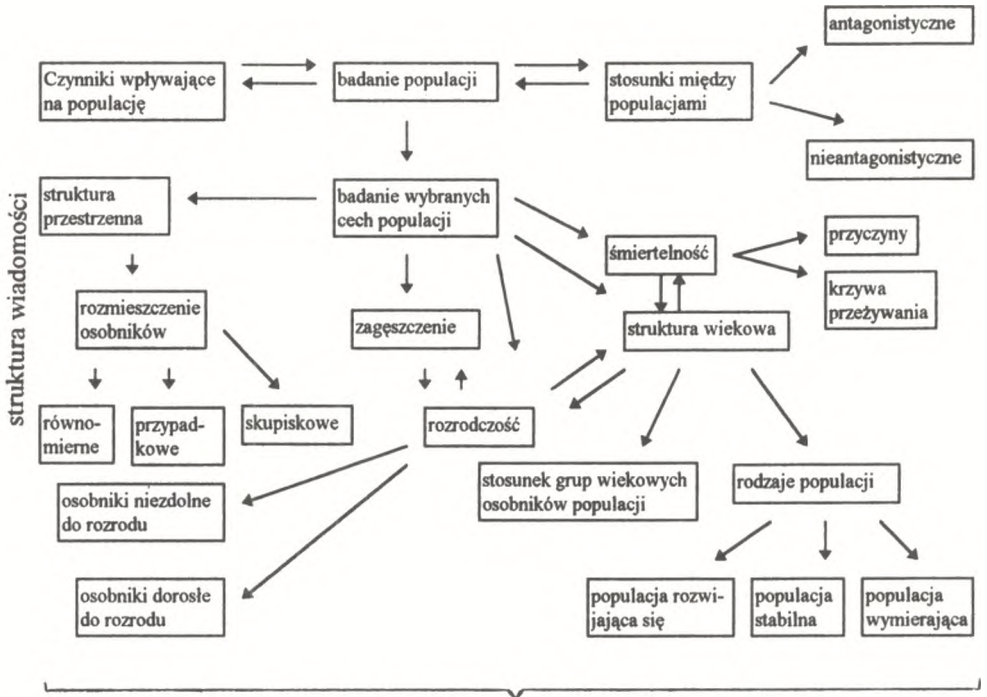 antagonistyczne
Czynniki wpływające
na populację
badanie populacji
stosunki między
populacjami
nieantagonistyczne
struktura wiadomości
struktura
przestrzenna
badanie wybranych
cech populacji
śmiertelność
przyczyny
krzywa
przeżywania
rozmieszczenie
osobników
zagęszczenie
struktura wiekowa
równo-
mierne
przypad-
kowe
skupiskowe
rozrodczość
stosunek grup wiekowych
osobników populacji
rodzaje populacji
osobniki niezdolne
do rozrodu
osobniki dorosłe
do rozrodu
populacja rozwi-
jająca się
populacja
stabilna
populacja
wymierająca